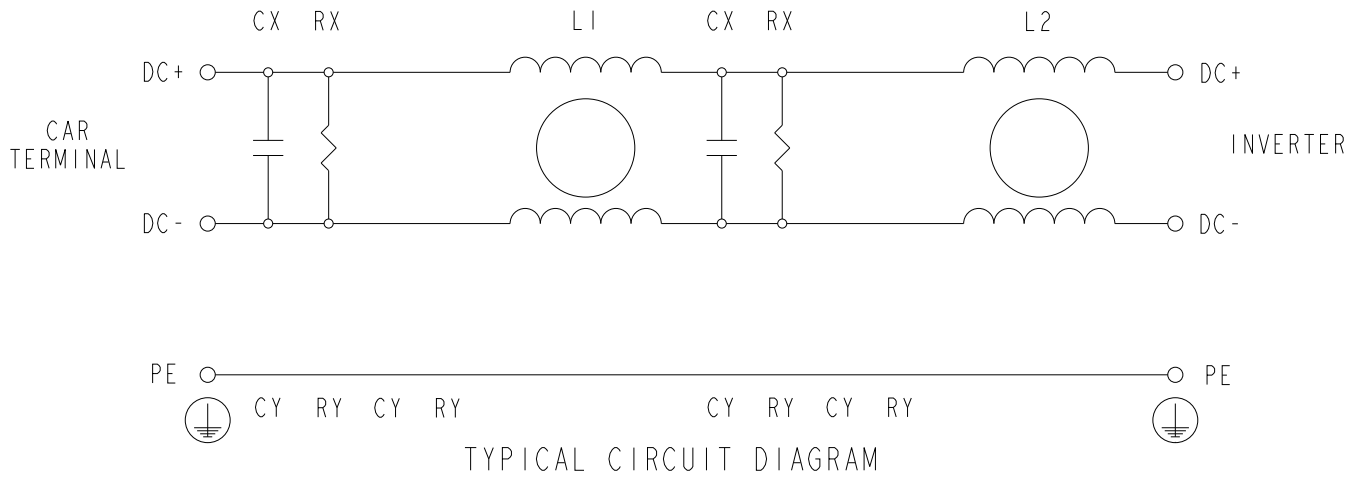 CX RX L1 CX RX L2
DC+ DC+
CAR
TERMINAL
INVERTER
DC- DC-
PE PE
CY RY CY RY CY RY CY RY
TYPICAL CIRCUIT DIAGRAM